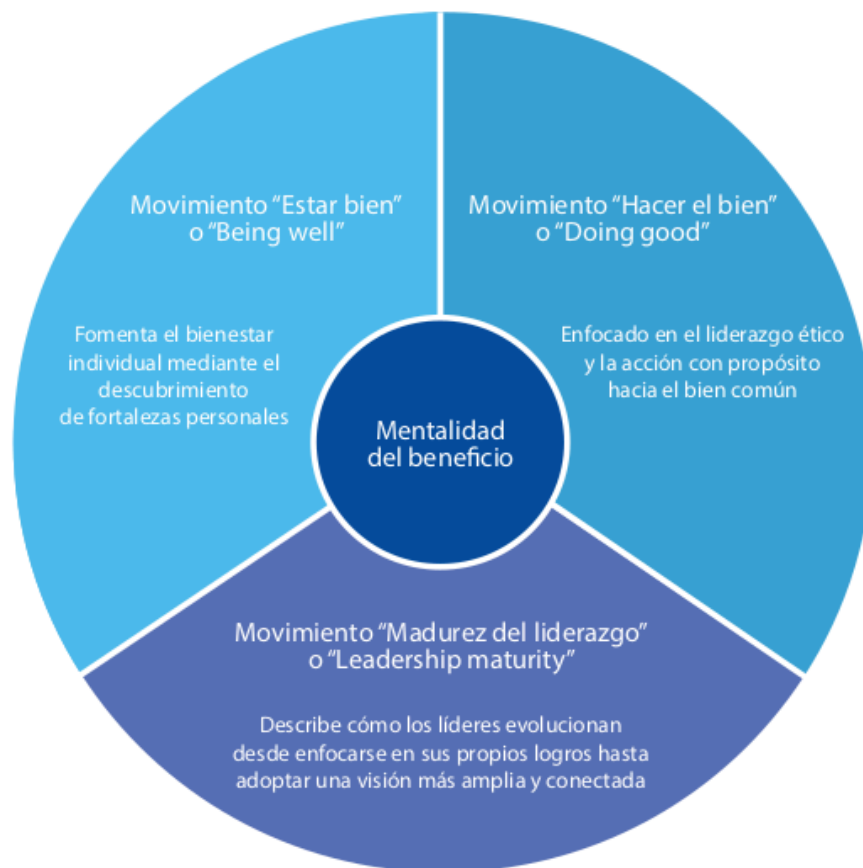 Movimiento “Estar bien”
o “Being well”
Fomenta el bienestar
individual mediante el
descubrimiento
de fortalezas personales
Movimiento “Hacer el bien”
o “Doing good”
Enfocado en el liderazgo ético
y la acción con propósito
hacia el bien común
Mentalidad
del beneficio
Movimiento “Madurez del liderazgo”
o “Leadership maturity”
Describe cómo los líderes evolucionan
desde enfocarse en sus propios logros hasta
adoptar una visión más amplia y conectada